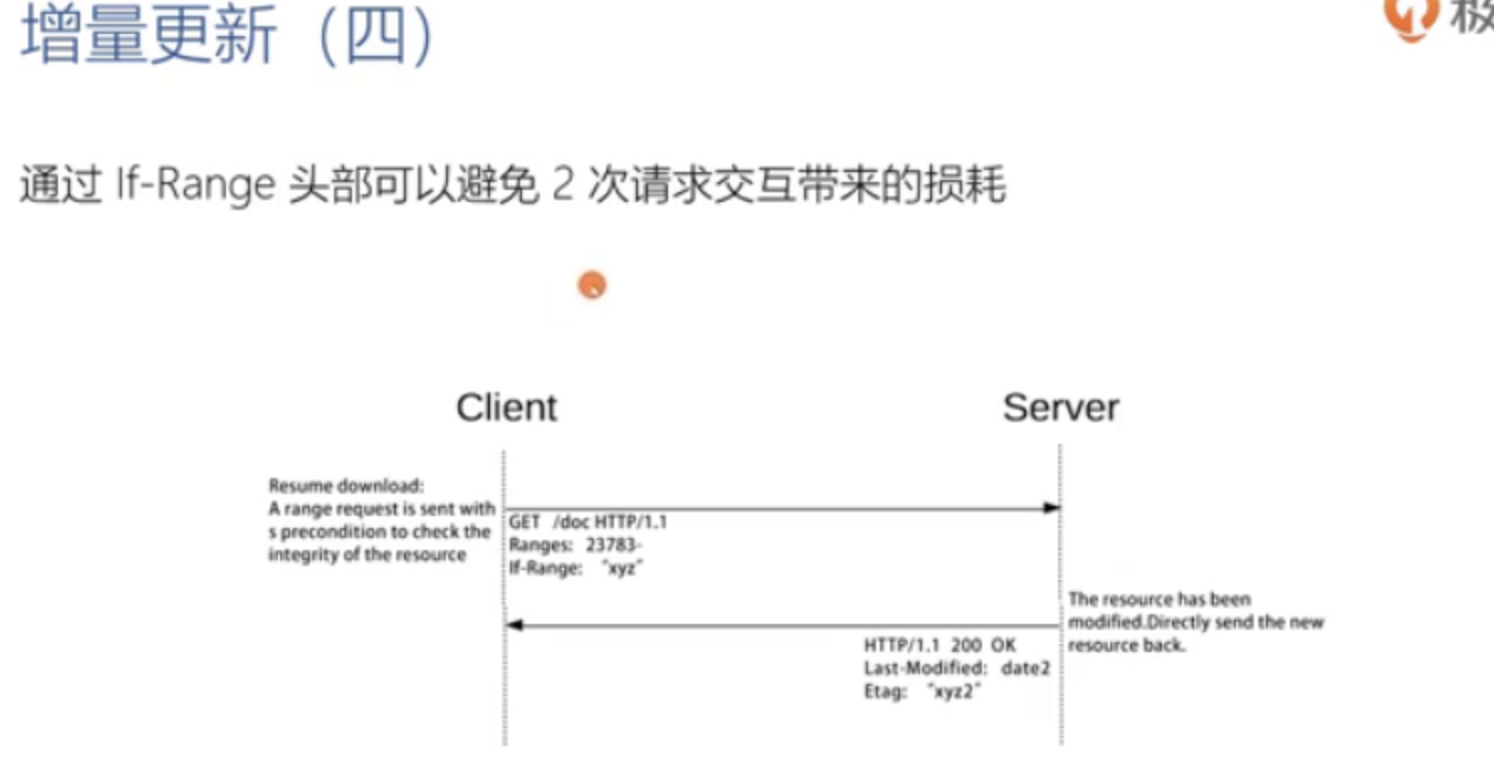 增量更新（四）
极
通过 If-Range 头部可以避免 2 次请求交互带来的损耗
Client
Server
Resume download:
A range request is sent with
s precondition to check the
integrity of the resource
GET /doc HTTP/1.1
Ranges: 23783-
If-Range: "xyz"
The resource has been
modified.Directly send the new
resource back.
HTTP/1.1 200 OK
Last-Modified: date2
Etag: "xyz2"